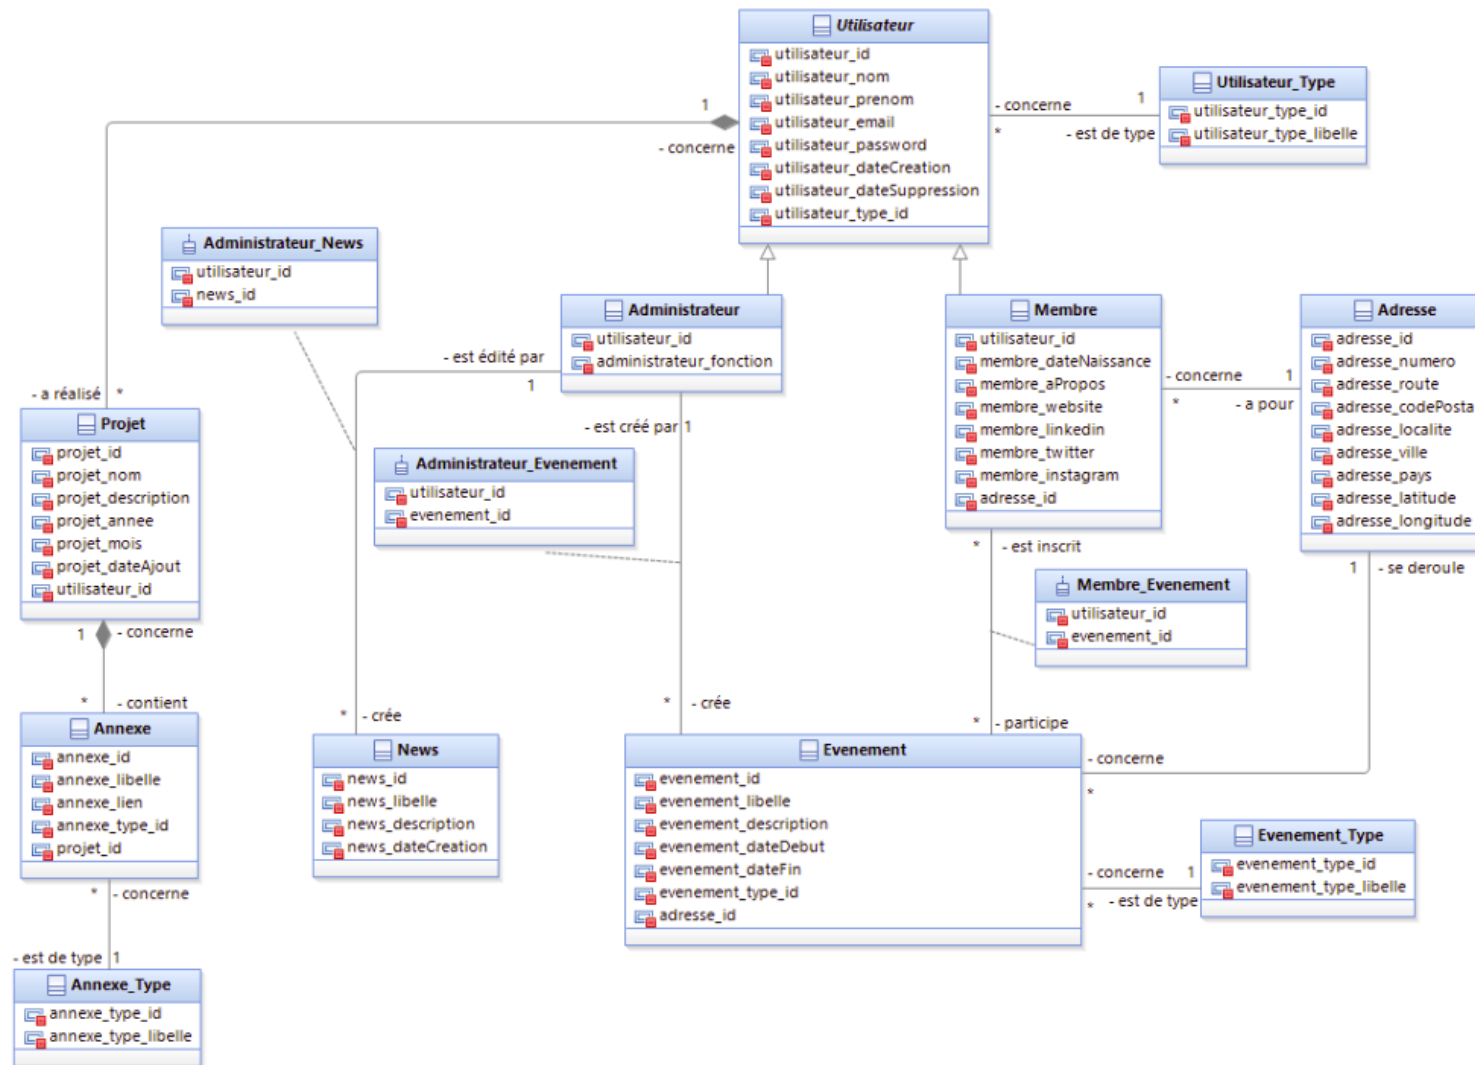 Utilisateur
utilisateur_id
utilisateur_nom
utilisateur_prenom
utilisateur_email
utilisateur_password
utilisateur_dateCreation
utilisateur_dateSuppression
utilisateur_type_id
- concerne 1
* - est de type
Utilisateur_Type
utilisateur_type_id
utilisateur_type_libelle
1
- concerne
- a réalisé *
Administrateur_News
utilisateur_id
news_id
Administrateur
utilisateur_id
administrateur_fonction
Membre
utilisateur_id
membre_dateNaissance
membre_aPropos
membre_website
membre_linkedin
membre_twitter
membre_instagram
adresse_id
- concerne 1
* - a pour
Adresse
adresse_id
adresse_numero
adresse_route
adresse_codePosta
adresse_localite
adresse_ville
adresse_pays
adresse_latitude
adresse_longitude
- est édité par
1
- est créé par 1
Projet
projet_id
projet_nom
projet_description
projet_annee
projet_mois
projet_dateAjout
utilisateur_id
Administrateur_Evenement
utilisateur_id
evenement_id
* - est inscrit
1 - se deroule
Membre_Evenement
utilisateur_id
evenement_id
1 - concerne
* - contient
* - crée
* - crée
* - participe
Annexe
annexe_id
annexe_libelle
annexe_lien
annexe_type_id
projet_id
News
news_id
news_libelle
news_description
news_dateCreation
Evenement
evenement_id
evenement_libelle
evenement_description
evenement_dateDebut
evenement_dateFin
evenement_type_id
adresse_id
- concerne
*
- concerne 1
* - est de type
Evenement_Type
evenement_type_id
evenement_type_libelle
* - concerne
- est de type 1
Annexe_Type
annexe_type_id
annexe_type_libelle